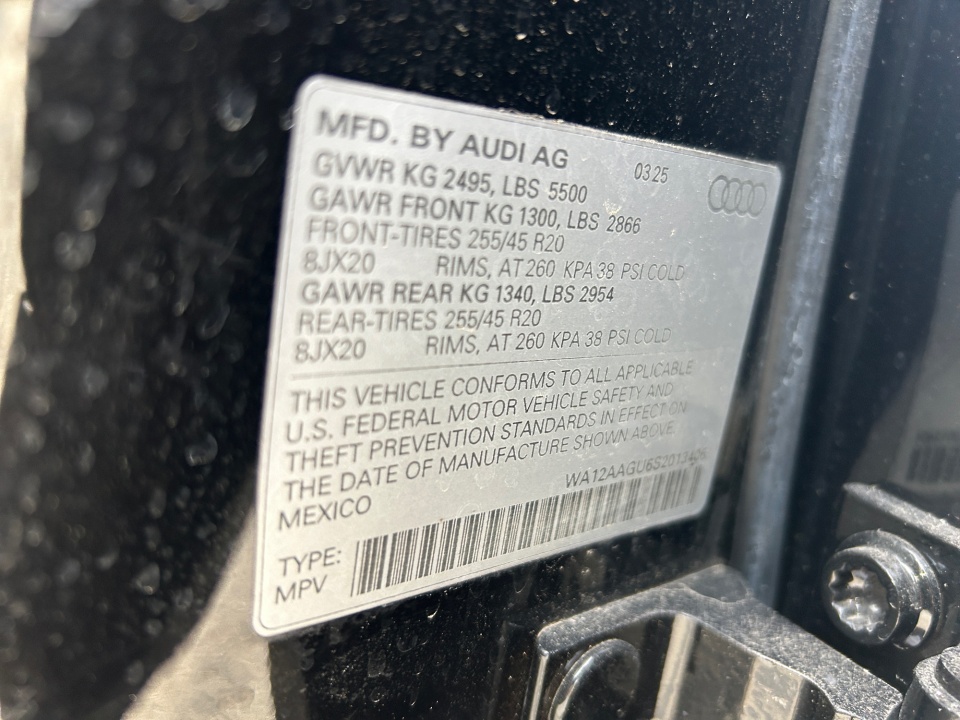 MFD. BY AUDI AG 0325
GVWR KG 2495, LBS 5500
GAWR FRONT KG 1300, LBS 2866
FRONT-TIRES 255/45 R20
8JX20 RIMS, AT 260 KPA 38 PSI COLD
GAWR REAR KG 1340, LBS 2954
REAR-TIRES 255/45 R20
8JX20 RIMS, AT 260 KPA 38 PSI COLD
THIS VEHICLE CONFORMS TO ALL APPLICABLE
U.S. FEDERAL MOTOR VEHICLE SAFETY AND
THEFT PREVENTION STANDARDS IN EFFECT ON
THE DATE OF MANUFACTURE SHOWN ABOVE
MEXICO WA12AAGU6S2013406
TYPE:
MPV